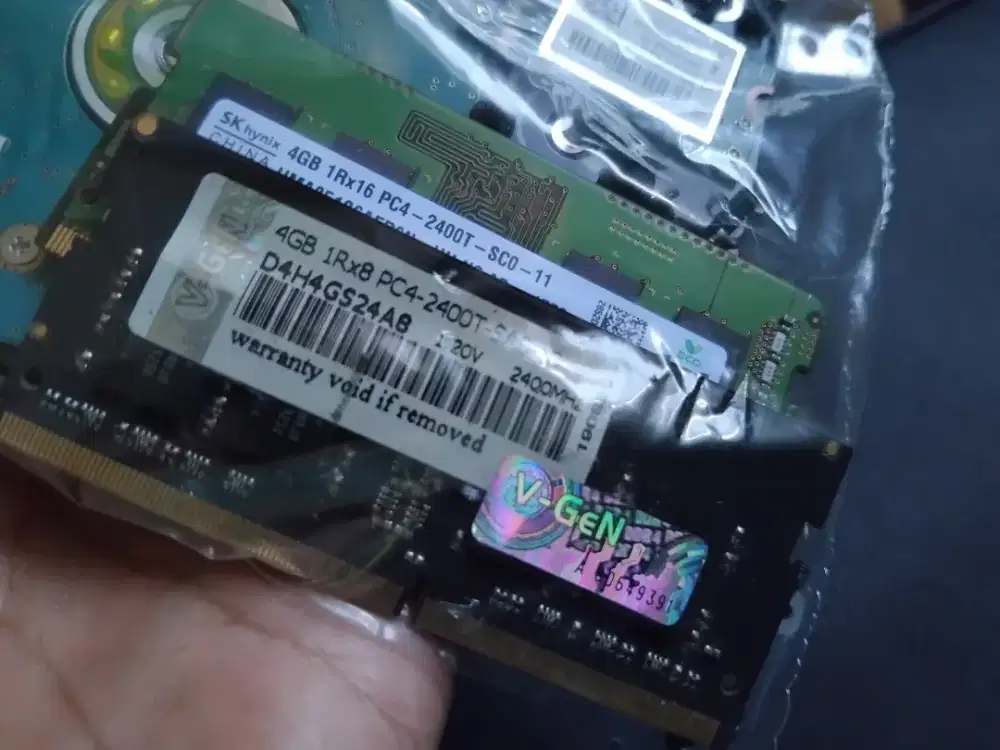 SK hynix
CHINA
4GB 1Rx16 PC4-2400T-SC0-11
4GB 1Rx8 PC4-2400T-
D4H4GS24A8
1.20V
2400MHz
warranty void if removed
V-GeN